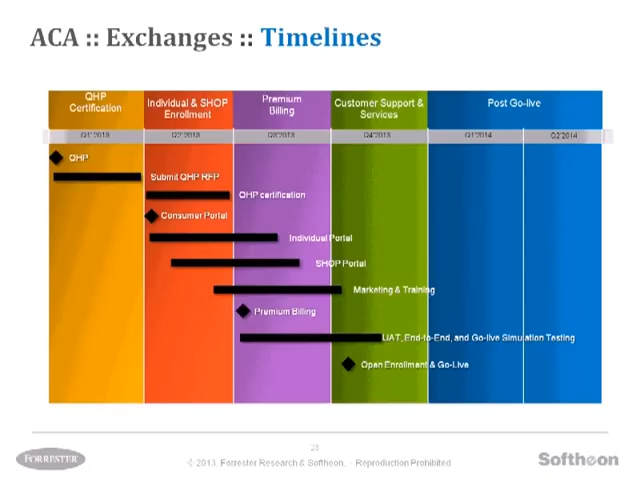 ACA :: Exchanges :: Timelines
QHP
Certification
Individual & SHOP
Enrollment
Premium
Billing
Customer Support &
Services
Post Go-live
Q1'2013
Q2'2013
Q3'2013
Q4'2013
Q1'2014
Q2'2014
QHP
Submit QHP RFP
QHP certification
Consumer Portal
Individual Portal
SHOP Portal
Marketing & Training
Premium Billing
UAT, End-to-End, and Go-live Simulation Testing
Open Enrollment & Go-Live
FORRESTER
© 2013. Forrester Research & Softheon. - Reproduction Prohibited
Softheon